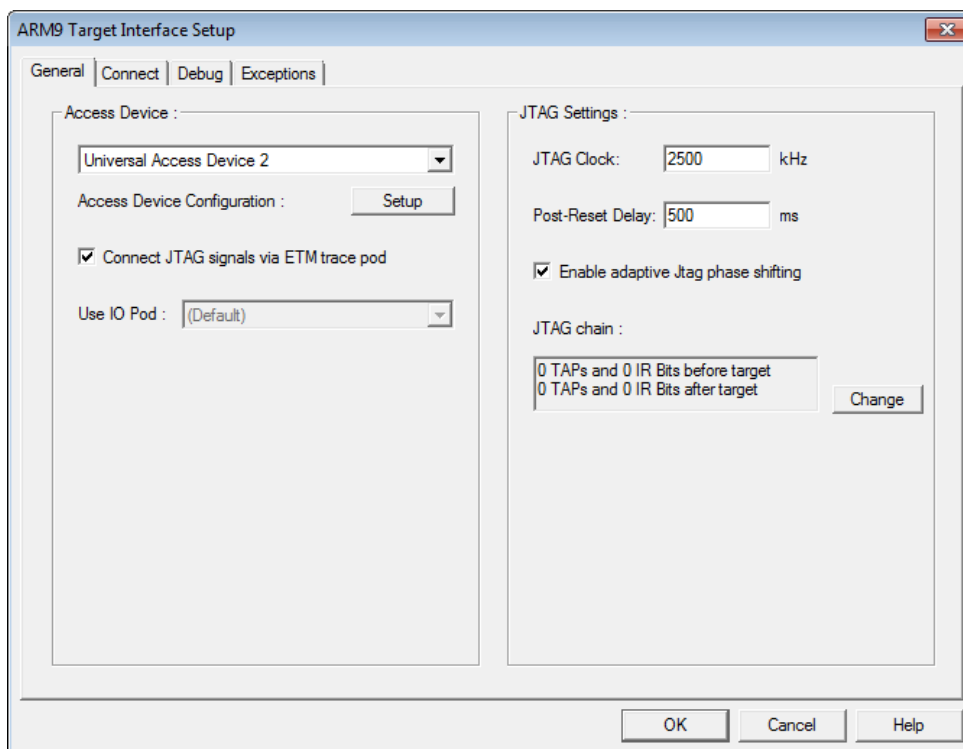 ARM9 Target Interface Setup
General
Connect
Debug
Exceptions
Access Device :
Universal Access Device 2
Access Device Configuration :
Setup
Connect JTAG signals via ETM trace pod
Use IO Pod :
(Default)
JTAG Settings :
JTAG Clock:
2500
kHz
Post-Reset Delay:
500
ms
Enable adaptive Jtag phase shifting
JTAG chain :
0 TAPs and 0 IR Bits before target
0 TAPs and 0 IR Bits after target
Change
OK
Cancel
Help